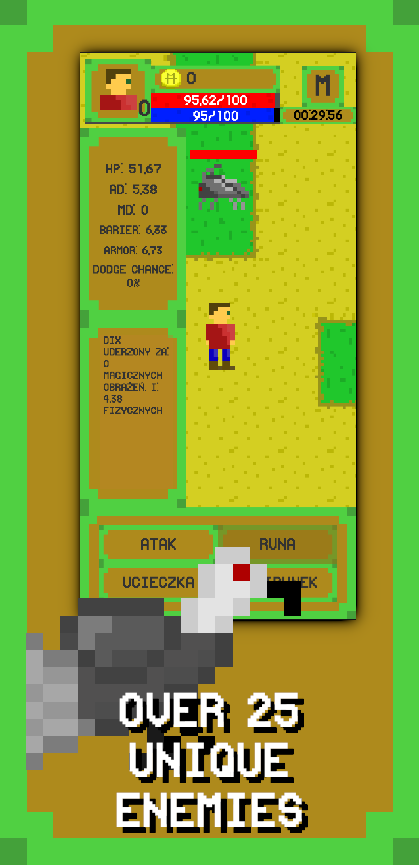 0
M
0
95,62/100
95/100
00:29:56
HP: 51,67
AD: 5,38
MD: 0
BARIER: 6,33
ARMOR: 6,73
DODGE CHANCE:
0%
DIX
UDERZONY ZA:
0
MAGICZNYCH
OBRAŻEŃ, I:
4,38
FIZYCZNYCH
ATAK
RUNA
UCIECZKA
OVER 25
UNIQUE
ENEMIES